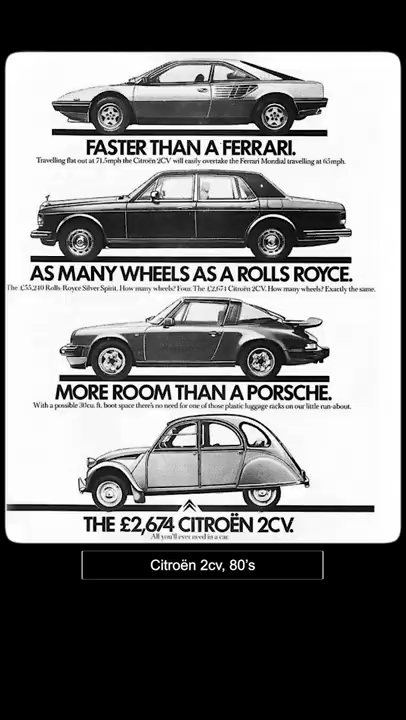 FASTER THAN A FERRARI.
Travelling flat out at 71.5mph the Citroën 2CV will easily overtake the Ferrari Mondial travelling at 65mph.
AS MANY WHEELS AS A ROLLS ROYCE.
The £55,240 Rolls-Royce Silver Spirit. How many wheels? Four. The £2,674 Citroën 2CV. How many wheels? Exactly the same.
MORE ROOM THAN A PORSCHE.
With a possible 30cu. ft. boot space there's no need for one of those plastic luggage racks on our little run-about.
THE £2,674 CITROËN 2CV.
All you'll ever need in a car.
Citroën 2cv, 80's